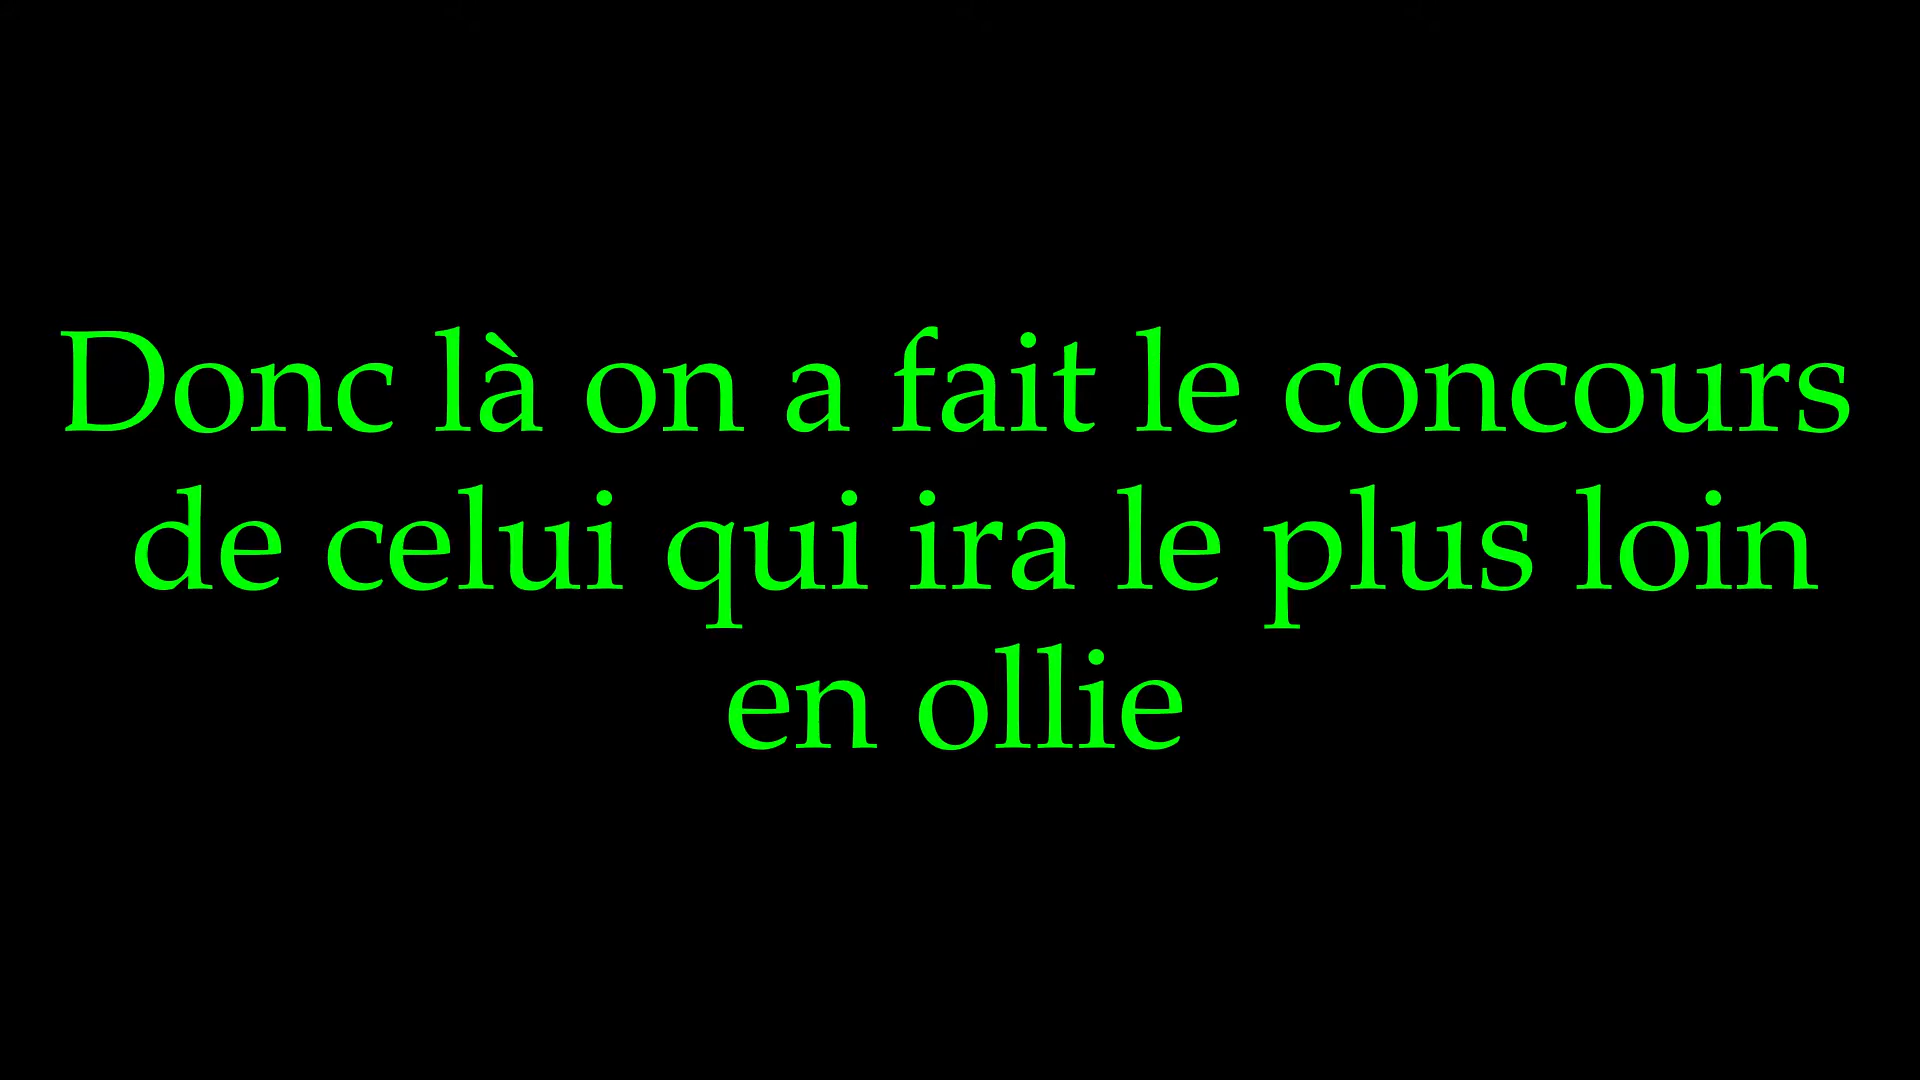 Donc là on a fait le concours
de celui qui ira le plus loin
en ollie